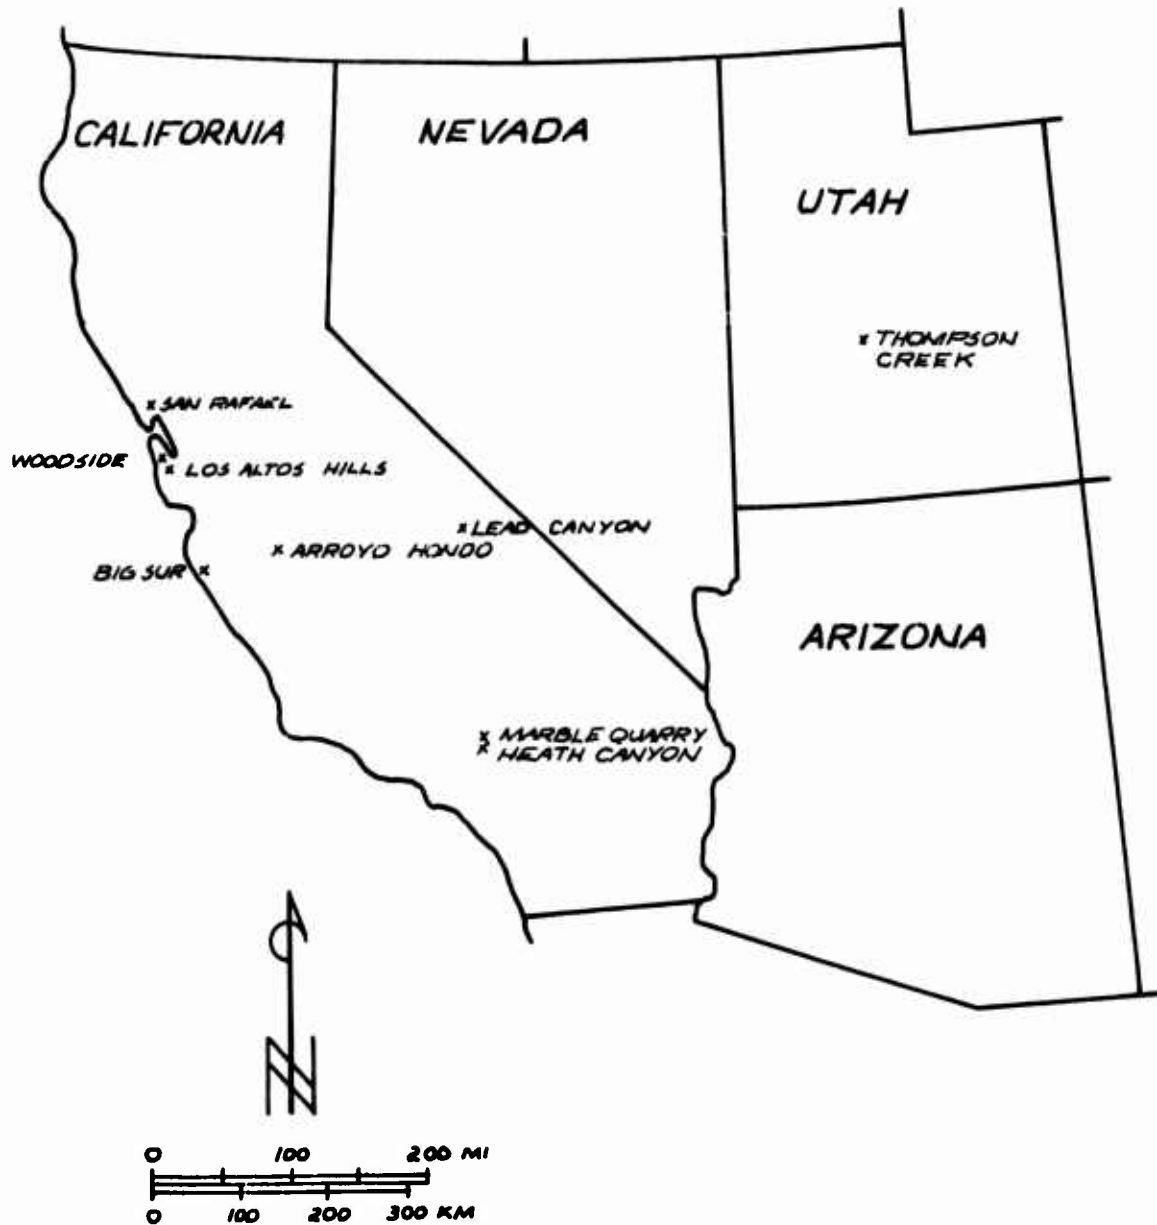 CALIFORNIA
NEVADA
UTAH
x THOMPSON
CREEK
x SAN RAFAEL
WOODSIDE x
x LOS ALTOS HILLS
x LEAD CANYON
x ARROYO HONDO
BIG SUR x
ARIZONA
x MARBLE QUARRY
x HEATH CANYON
N
0 100 200 MI
0 100 200 300 KM